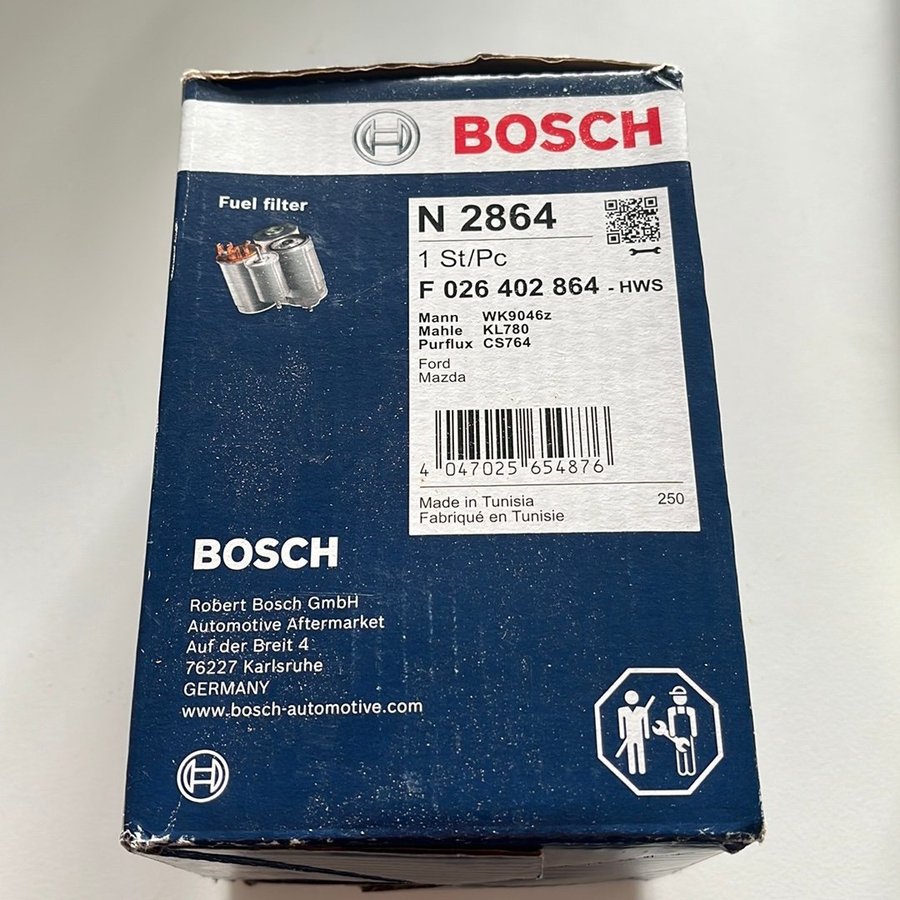 BOSCH
Fuel filter
N 2864
1 St/Pc
F 026 402 864 - HWS
Mann WK9046z
Mahle KL780
Purflux CS764
Ford
Mazda
4 047025 654876
Made in Tunisia 250
Fabriqué en Tunisie
BOSCH
Robert Bosch GmbH
Automotive Aftermarket
Auf der Breit 4
76227 Karlsruhe
GERMANY
www.bosch-automotive.com